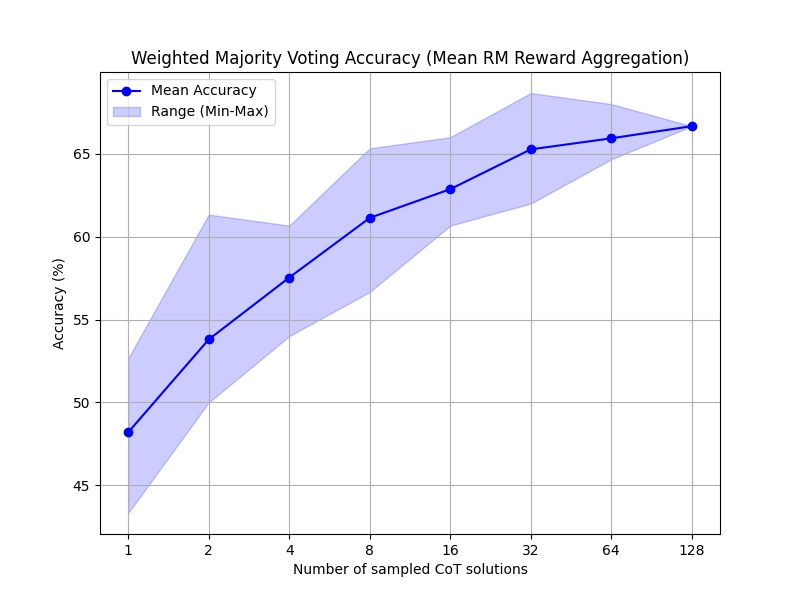 Weighted Majority Voting Accuracy (Mean RM Reward Aggregation)
Mean Accuracy
Range (Min-Max)
65
60
55
50
45
Accuracy (%)
1 2 4 8 16 32 64 128
Number of sampled CoT solutions